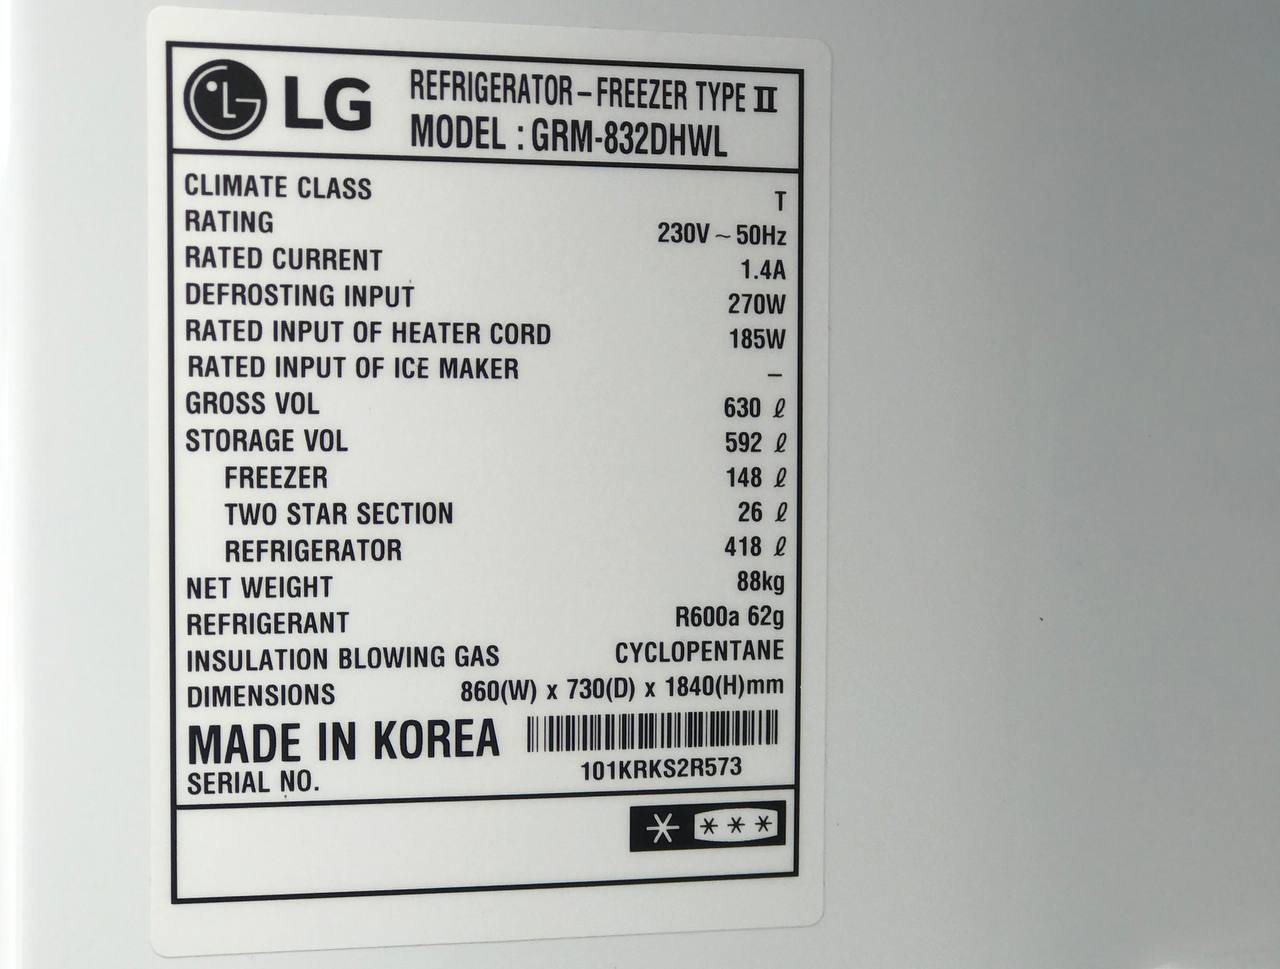 LG
REFRIGERATOR-FREEZER TYPE II
MODEL : GRM-832DHWL
CLIMATE CLASS T
RATING 230V ~ 50Hz
RATED CURRENT 1.4A
DEFROSTING INPUT 270W
RATED INPUT OF HEATER CORD 185W
RATED INPUT OF ICE MAKER –
GROSS VOL 630 ℓ
STORAGE VOL 592 ℓ
FREEZER 148 ℓ
TWO STAR SECTION 26 ℓ
REFRIGERATOR 418 ℓ
NET WEIGHT 88kg
REFRIGERANT R600a 62g
INSULATION BLOWING GAS CYCLOPENTANE
DIMENSIONS 860(W) x 730(D) x 1840(H)mm
MADE IN KOREA
SERIAL NO. 101KRKS2R573